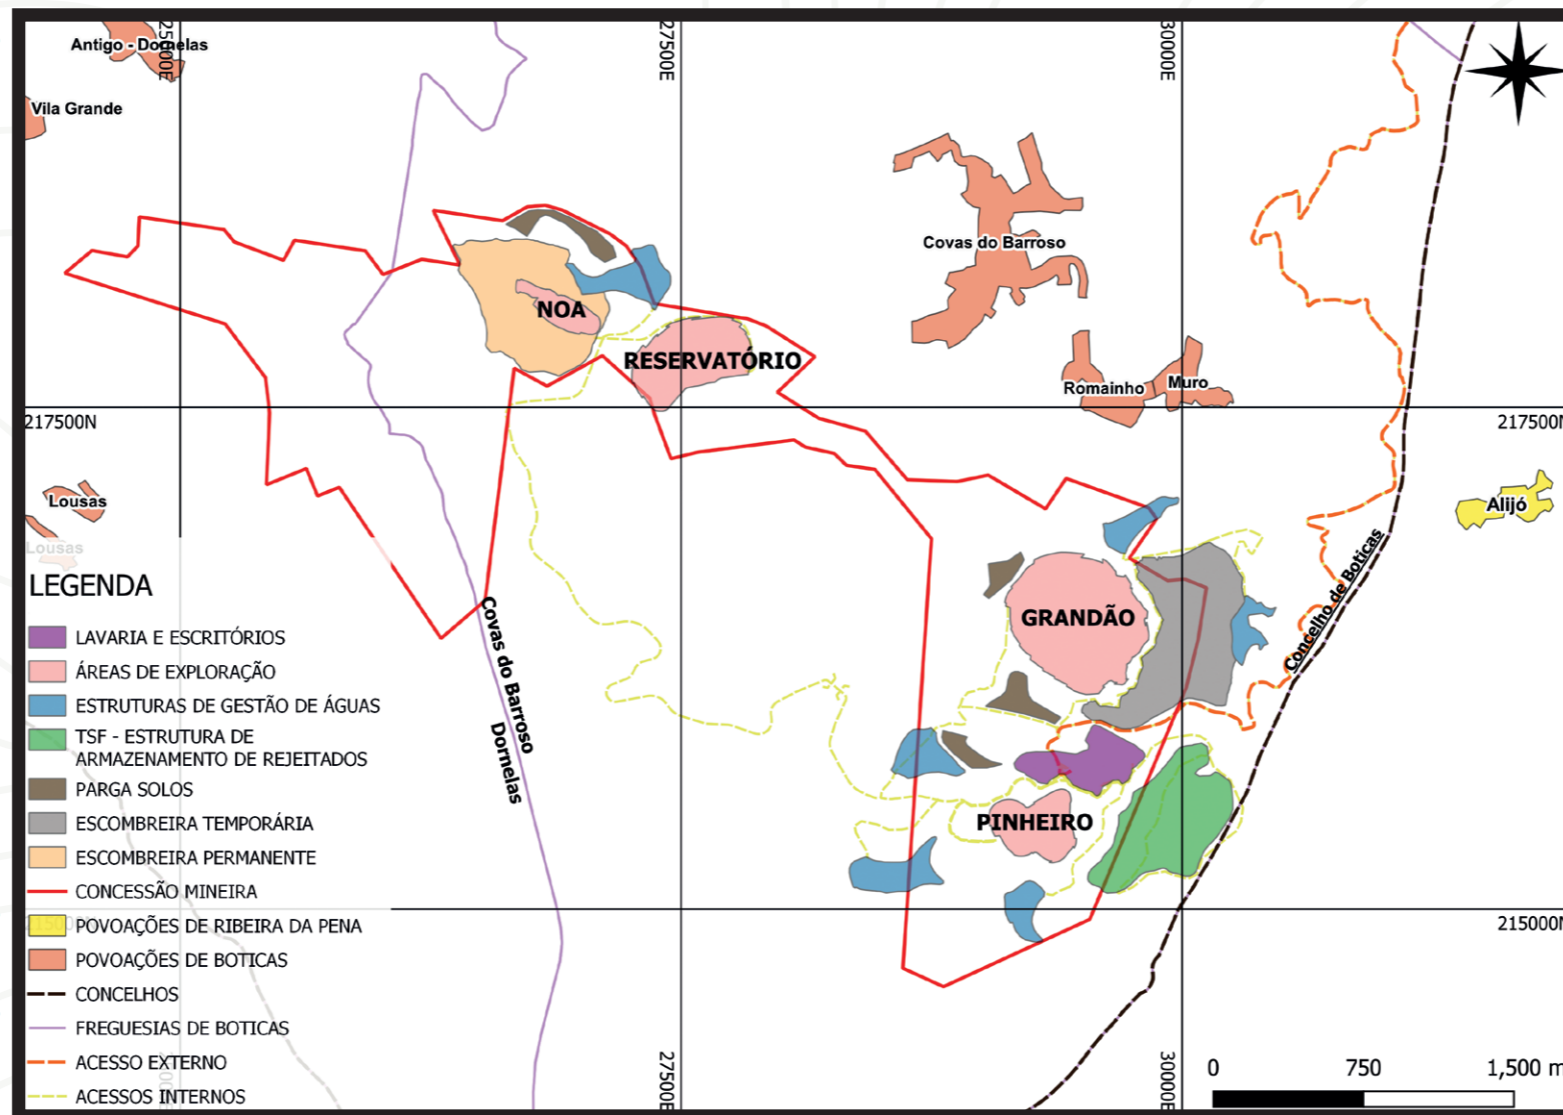 Antigo - Dornelas
25000E
27500E
30000E
Vila Grande
Covas do Barroso
NOA
RESERVATÓRIO
Romainho
Muro
217500N
217500N
Lousas
Alijó
Lousas
Concelho de Boticas
LEGENDA
Covas do Barroso
Dornelas
GRANDÃO
LAVARIA E ESCRITÓRIOS
ÁREAS DE EXPLORAÇÃO
ESTRUTURAS DE GESTÃO DE ÁGUAS
TSF - ESTRUTURA DE
ARMAZENAMENTO DE REJEITADOS
PARGA SOLOS
ESCOMBREIRA TEMPORÁRIA
PINHEIRO
ESCOMBREIRA PERMANENTE
CONCESSÃO MINEIRA
215000N
POVOAÇÕES DE RIBEIRA DA PENA
215000N
POVOAÇÕES DE BOTICAS
CONCELHOS
FREGUESIAS DE BOTICAS
ACESSO EXTERNO
ACESSOS INTERNOS
25000E
27500E
30000E
0 750 1,500 m